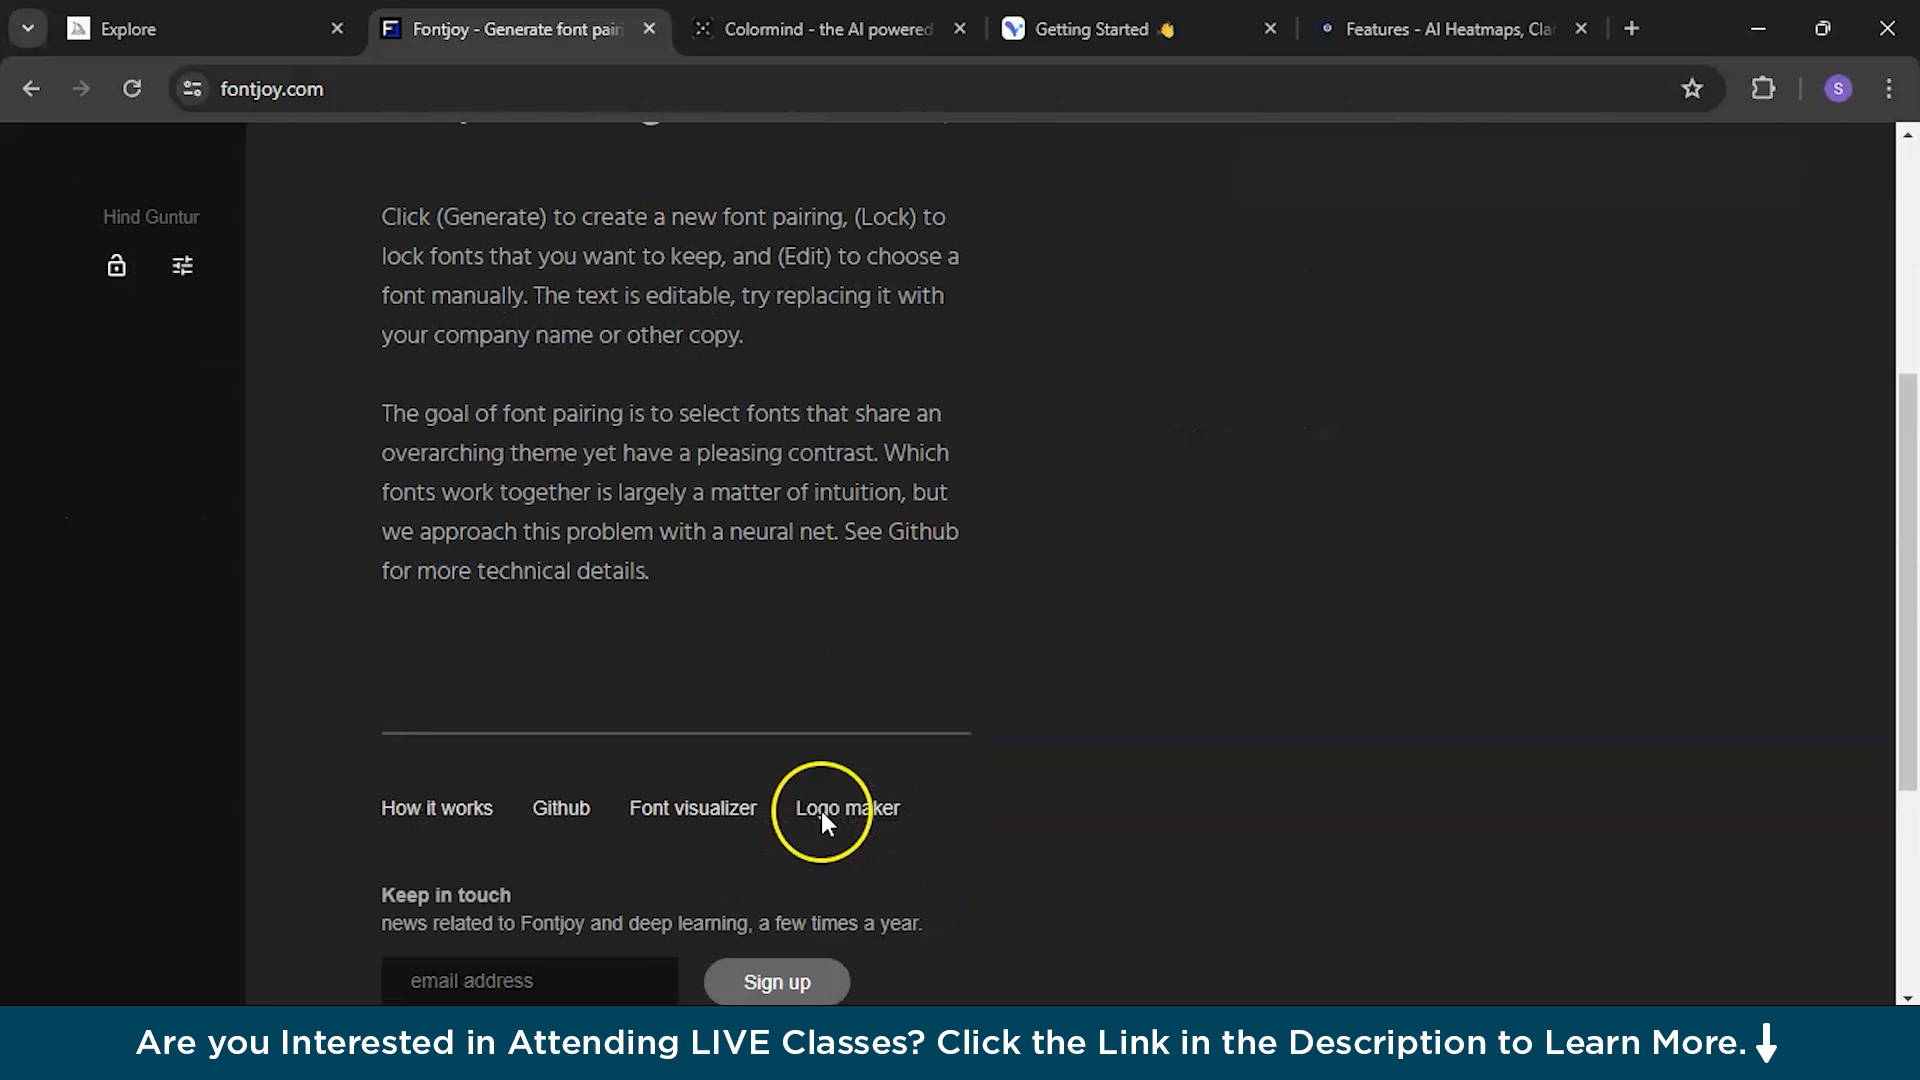 Explore
Fontjoy - Generate font pair
Colormind - the AI powered
Getting Started
Features - AI Heatmaps, Clar
fontjoy.com
S
Hind Guntur
Click (Generate) to create a new font pairing, (Lock) to
lock fonts that you want to keep, and (Edit) to choose a
font manually. The text is editable, try replacing it with
your company name or other copy.
The goal of font pairing is to select fonts that share an
overarching theme yet have a pleasing contrast. Which
fonts work together is largely a matter of intuition, but
we approach this problem with a neural net. See Github
for more technical details.
How it works
Github
Font visualizer
Logo maker
Keep in touch
news related to Fontjoy and deep learning, a few times a year.
email address
Sign up
Are you Interested in Attending LIVE Classes? Click the Link in the Description to Learn More.